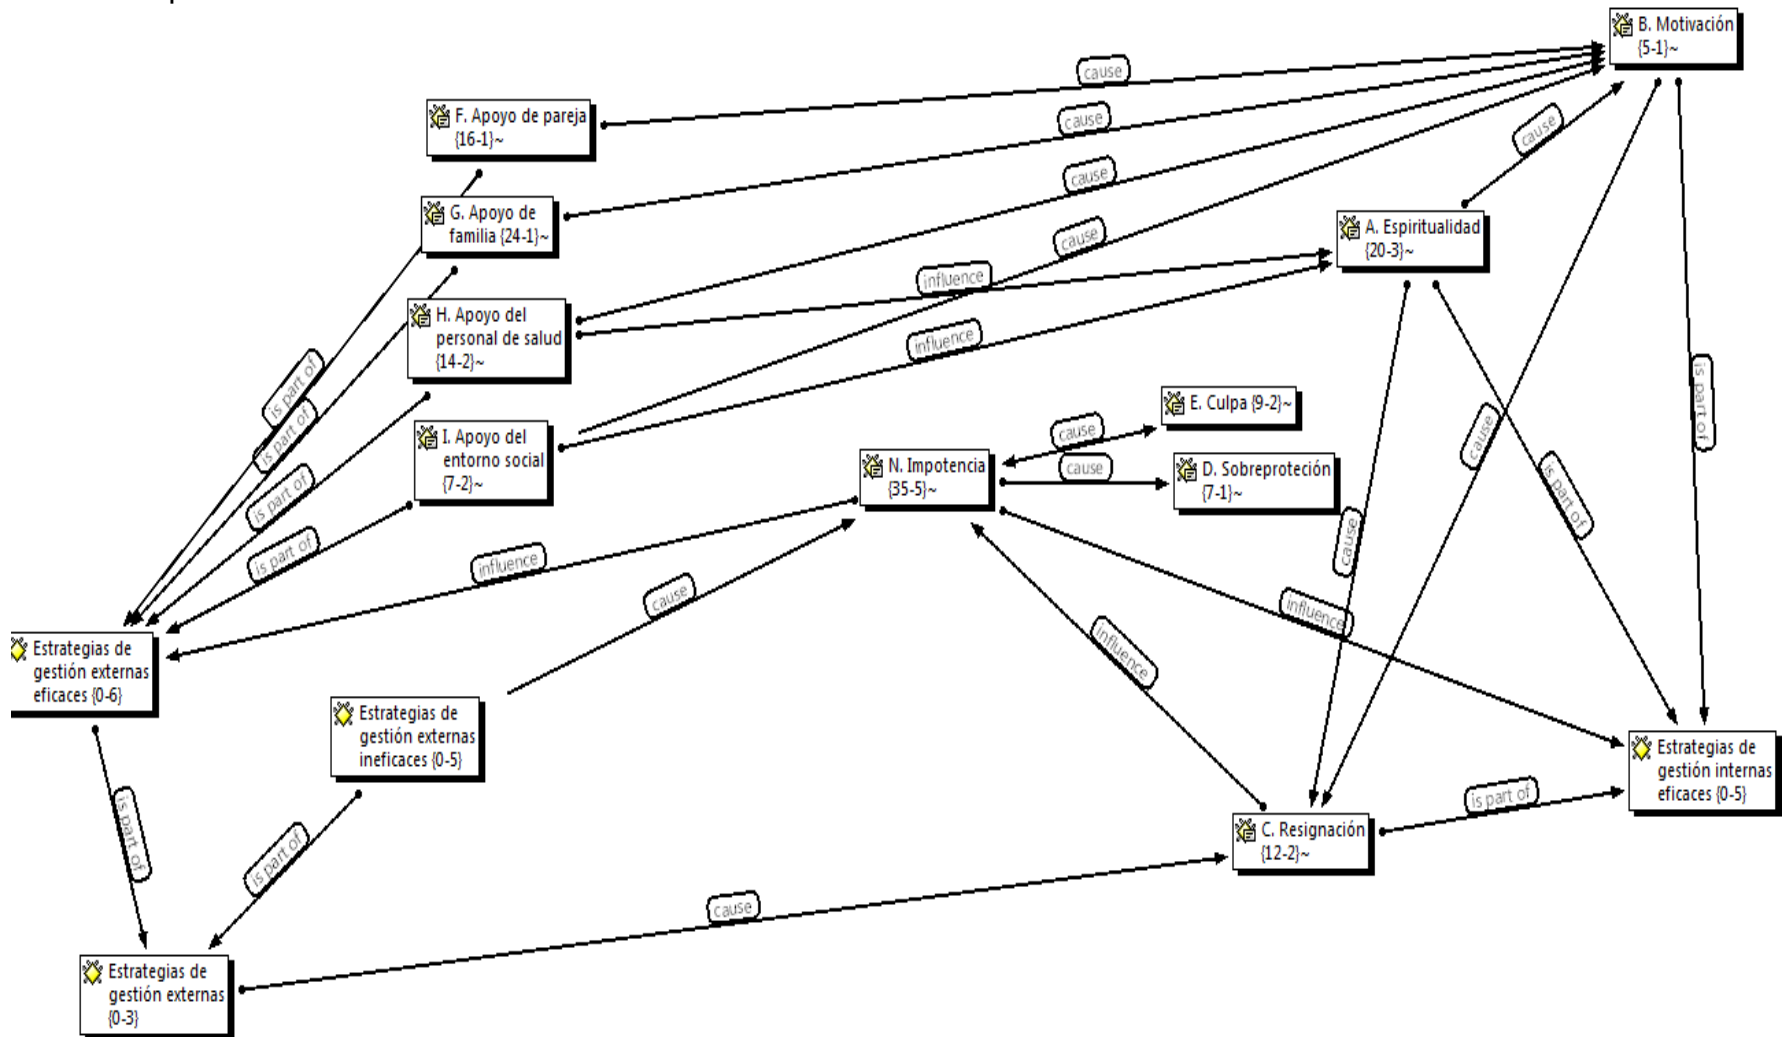 B. Motivación
{5-1}~
cause
F. Apoyo de pareja
{16-1}~
cause
cause
cause
G. Apoyo de
familia {24-1}~
A. Espiritualidad
{20-3}~
cause
influence
H. Apoyo del
personal de salud
{14-2}~
influence
is part of
is part of
is part of
E. Culpa {9-2}~
cause
I. Apoyo del
entorno social
{7-2}~
N. Impotencia
{35-5}~
cause
D. Sobreproteción
{7-1}~
cause
is part of
is part of
is part of
cause
influence
cause
influence
influence
Estrategias de
gestión externas
eficaces {0-6}
Estrategias de
gestión externas
ineficaces {0-5}
Estrategias de
gestión internas
eficaces {0-5}
is part of
is part of
is part of
C. Resignación
{12-2}~
cause
Estrategias de
gestión externas
{0-3}